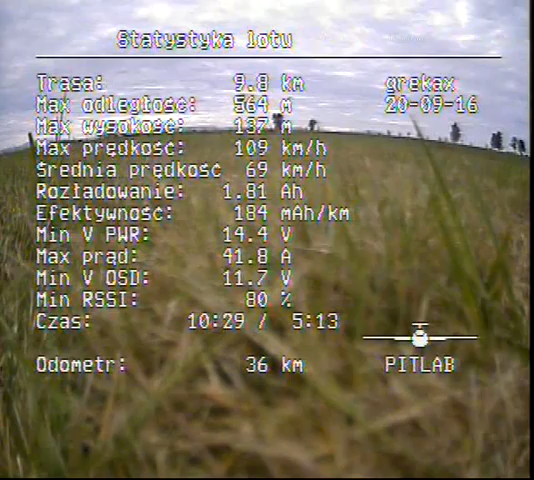 Statystyka lotu
Trasa: 9.8 km grekax
Max odległość: 564 m 20-09-16
Max wysokość: 137 m
Max prędkość: 109 km/h
Średnia prędkość 69 km/h
Rozładowanie: 1.81 Ah
Efektywność: 184 mAh/km
Min V PWR: 14.4 V
Max prąd: 41.8 A
Min V OSD: 11.7 V
Min RSSI: 80 %
Czas: 10:29 / 5:13
Odometr: 36 km PITLAB